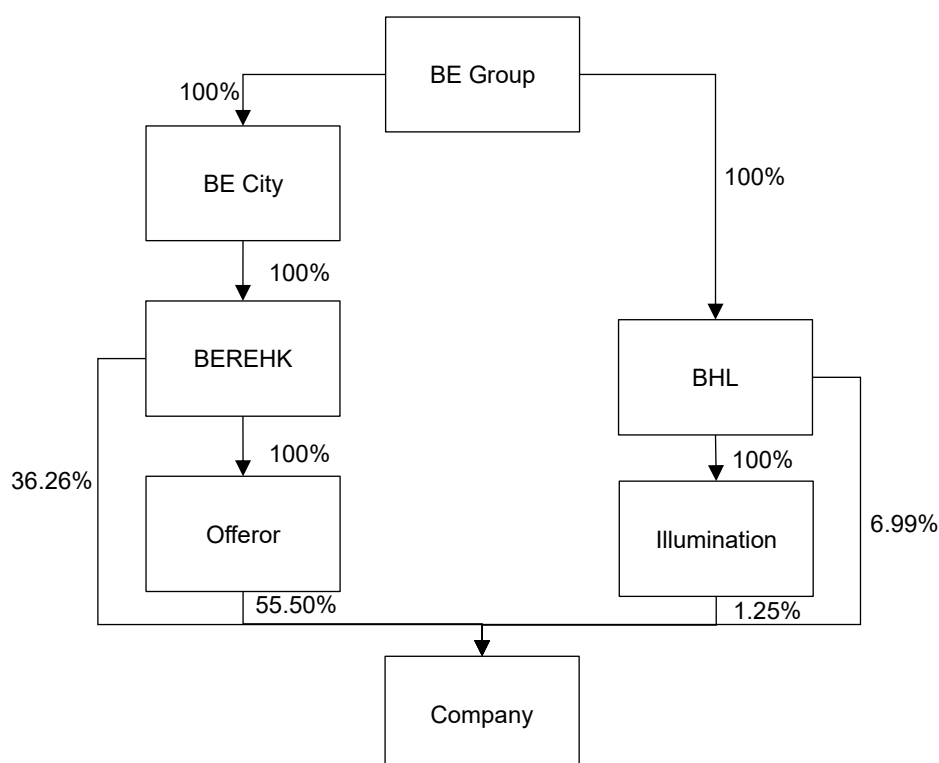 BE Group
100%
BE City
100%
100%
BEREHK
BHL
100%
100%
36.26%
6.99%
Offeror
Illumination
55.50%
1.25%
Company